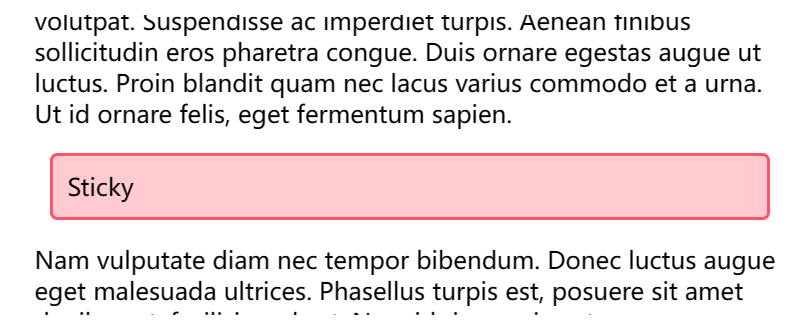 volutpat. Suspendisse ac imperdiet turpis. Aenean finibus
sollicitudin eros pharetra congue. Duis ornare egestas augue ut
luctus. Proin blandit quam nec lacus varius commodo et a urna.
Ut id ornare felis, eget fermentum sapien.
Sticky
Nam vulputate diam nec tempor bibendum. Donec luctus augue
eget malesuada ultrices. Phasellus turpis est, posuere sit amet